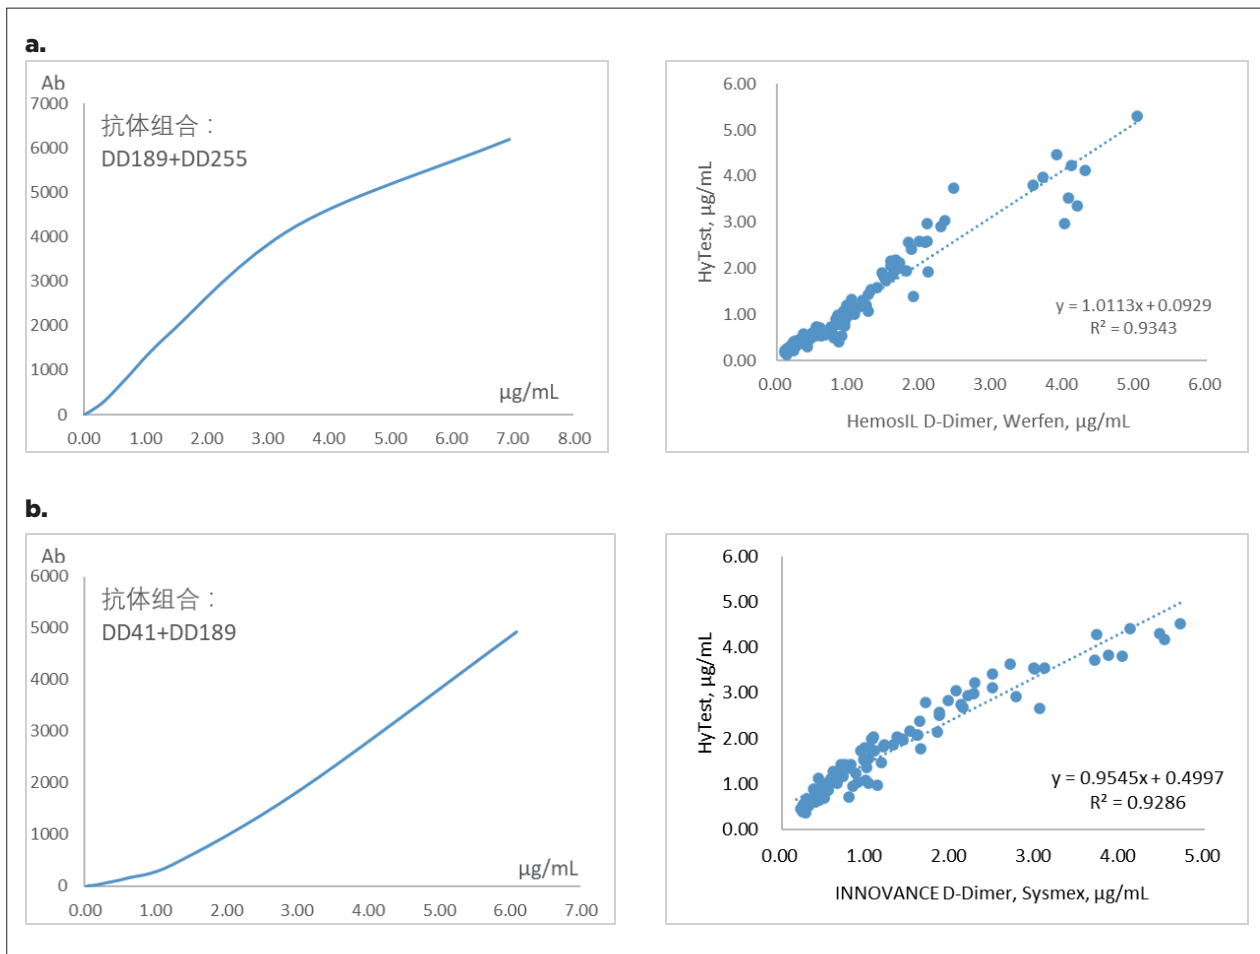 a.
Ab
7000
6000
5000
4000
3000
2000
1000
0
抗体组合：
DD189+DD255
µg/mL
0.00 1.00 2.00 3.00 4.00 5.00 6.00 7.00 8.00
HyTest, µg/mL
6.00
5.00
4.00
3.00
2.00
1.00
0.00
y = 1.0113x + 0.0929
R² = 0.9343
0.00 1.00 2.00 3.00 4.00 5.00 6.00
HemosIL D-Dimer, Werfen, µg/mL
b.
Ab
6000
5000
4000
3000
2000
1000
0
抗体组合：
DD41+DD189
µg/mL
0.00 1.00 2.00 3.00 4.00 5.00 6.00 7.00
HyTest, µg/mL
6.00
5.00
4.00
3.00
2.00
1.00
0.00
y = 0.9545x + 0.4997
R² = 0.9286
0.00 1.00 2.00 3.00 4.00 5.00
INNOVANCE D-Dimer, Sysmex, µg/mL